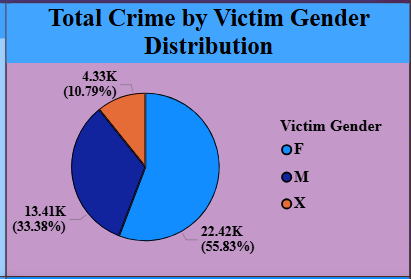 Total Crime by Victim Gender
Distribution
4.33K
(10.79%)
Victim Gender
F
M
X
13.41K
(33.38%)
22.42K
(55.83%)